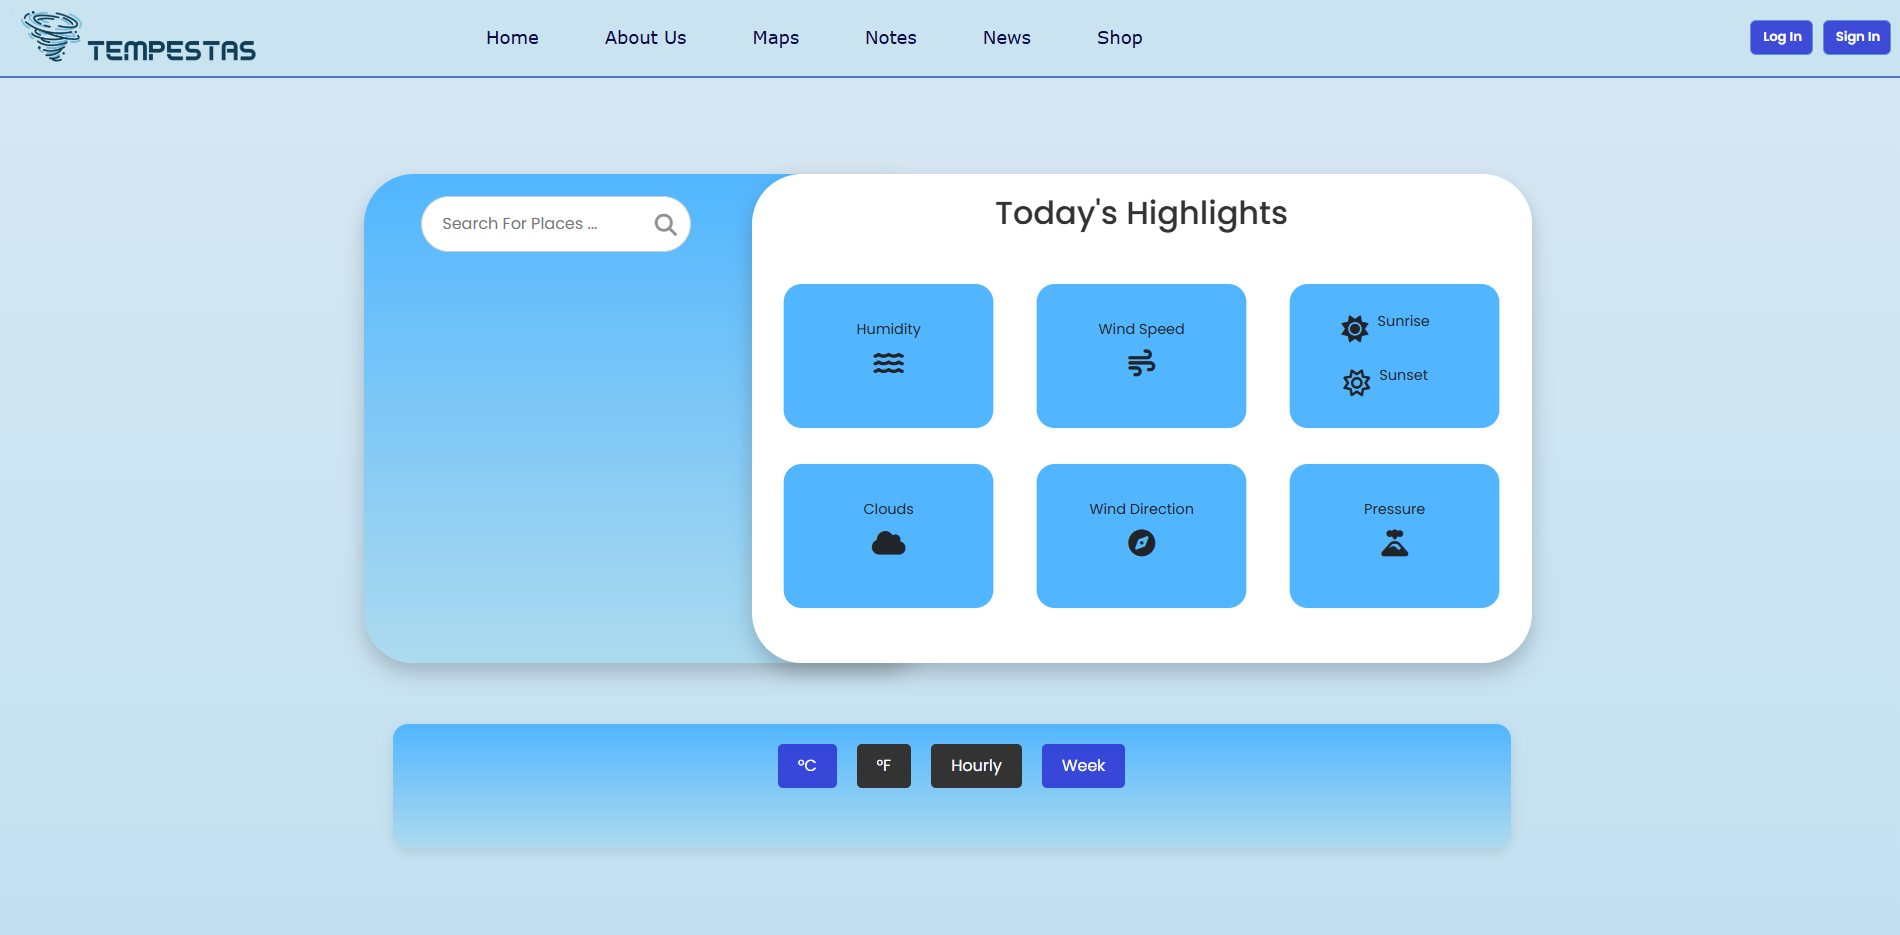 TEMPESTAS
Home About Us Maps Notes News Shop
Log In Sign In
Search For Places ...
Today's Highlights
Humidity
Wind Speed
Sunrise
Sunset
Clouds
Wind Direction
Pressure
°C °F Hourly Week